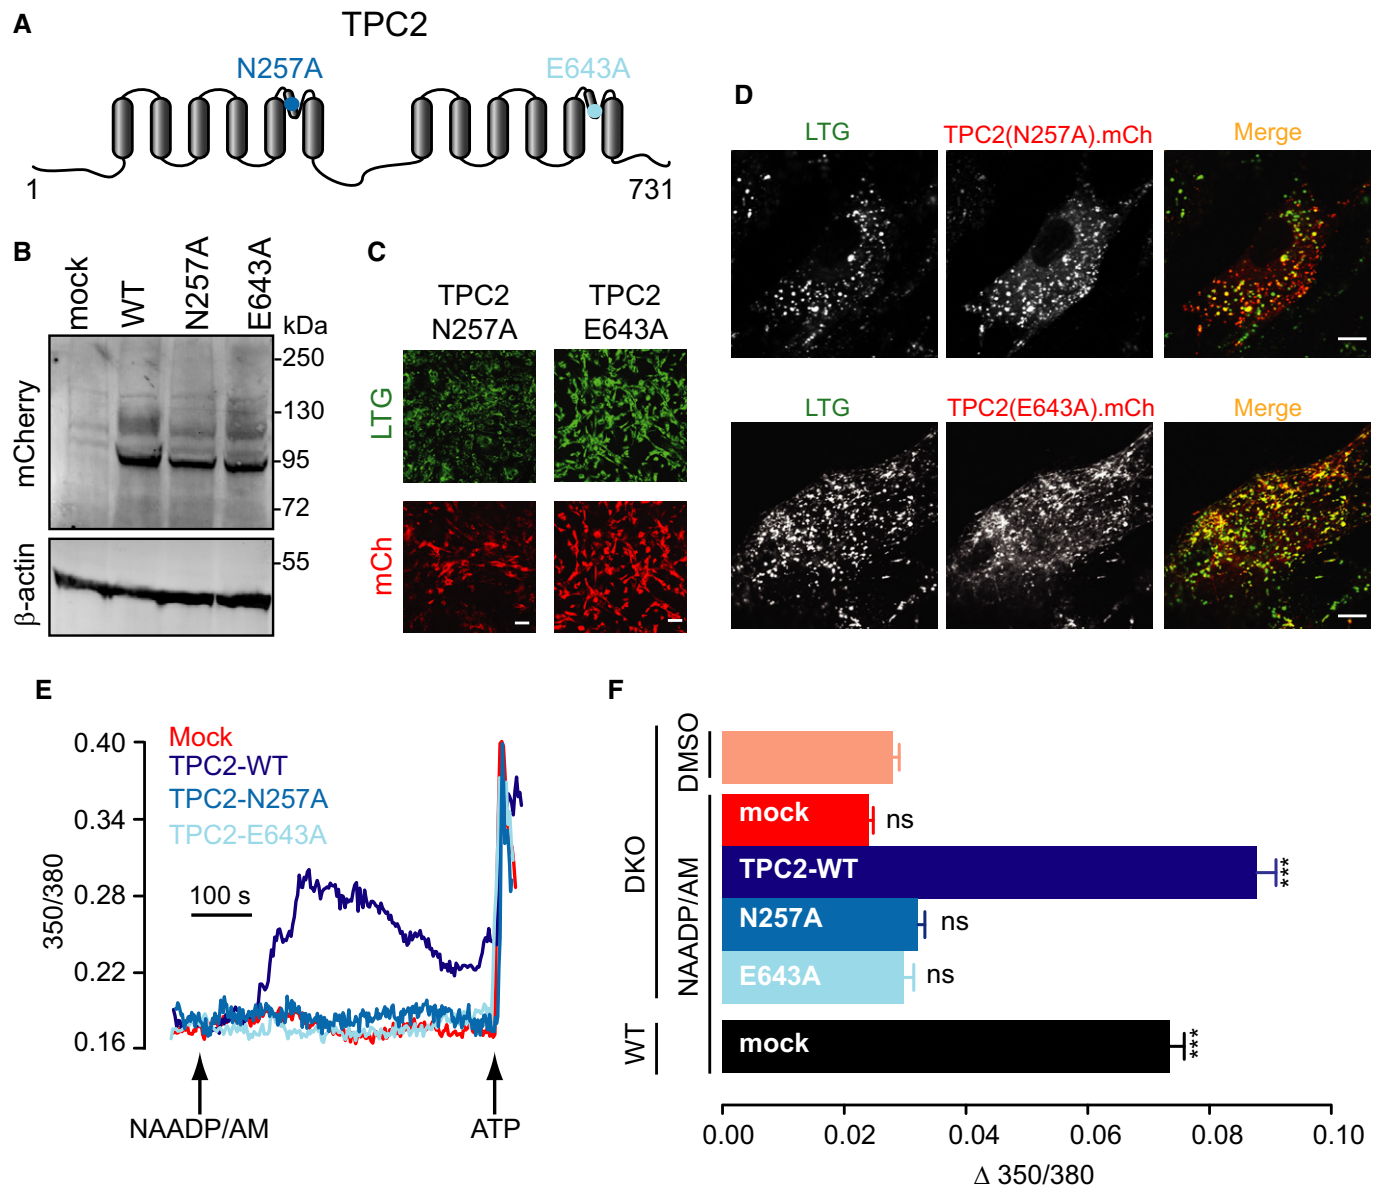 A
TPC2
N257A
E643A
1
731
B
mock
WT
N257A
E643A
kDa
mCherry
-250
-130
-95
-72
β-actin
-55
C
TPC2
N257A
TPC2
E643A
LTG
mCh
D
LTG
TPC2(N257A).mCh
Merge
LTG
TPC2(E643A).mCh
Merge
E
Mock
TPC2-WT
TPC2-N257A
TPC2-E643A
350/380
0.40
0.34
0.28
0.22
0.16
100 s
NAADP/AM
ATP
F
DKO
DMSO
NAADP/AM
WT
mock
ns
TPC2-WT
***
N257A
ns
E643A
ns
mock
***
0.00
0.02
0.04
0.06
0.08
0.10
Δ 350/380